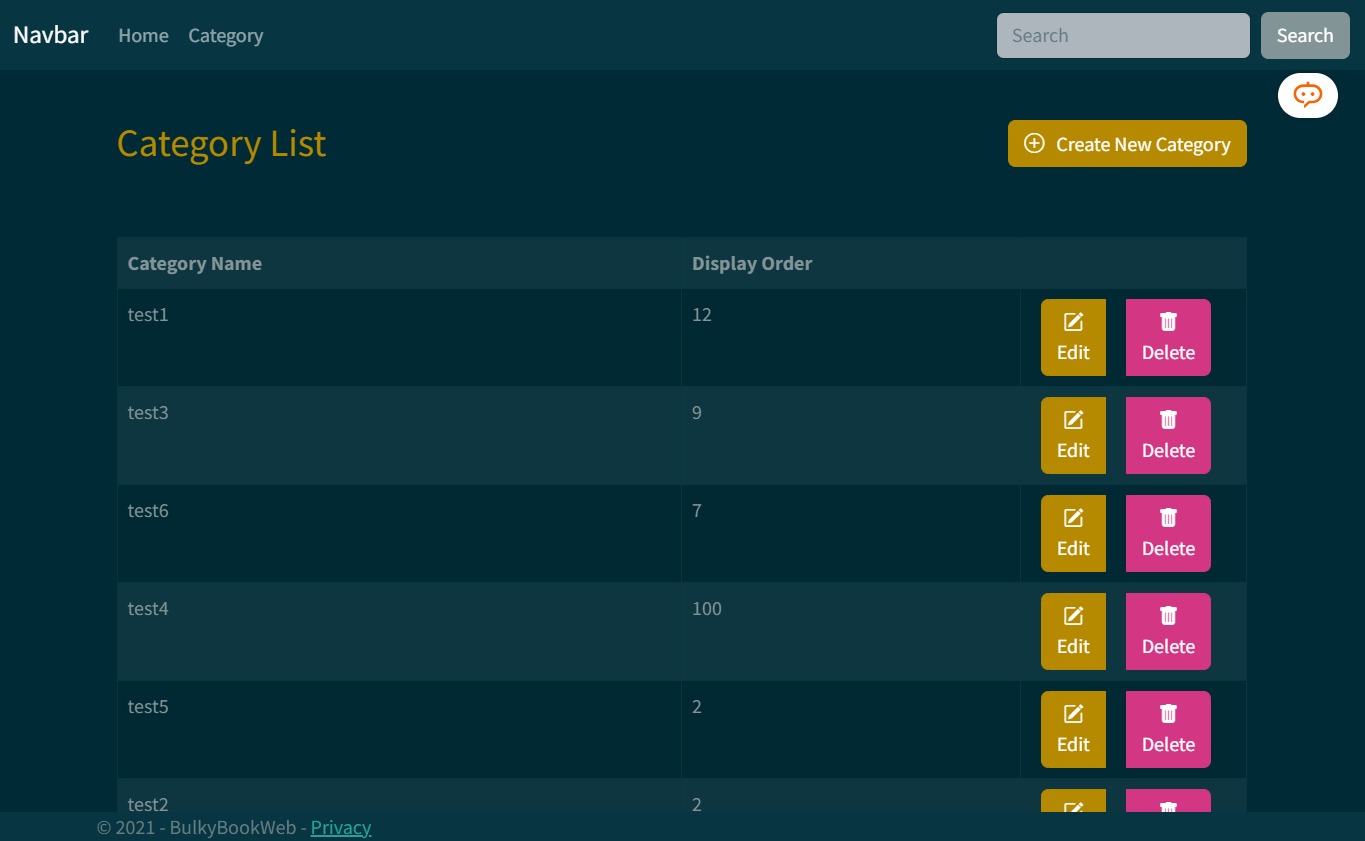 Navbar Home Category Search Search
Category List Create New Category
Category Name Display Order
test1 12 Edit Delete
test3 9 Edit Delete
test6 7 Edit Delete
test4 100 Edit Delete
test5 2 Edit Delete
test2 2
© 2021 - BulkyBookWeb - Privacy